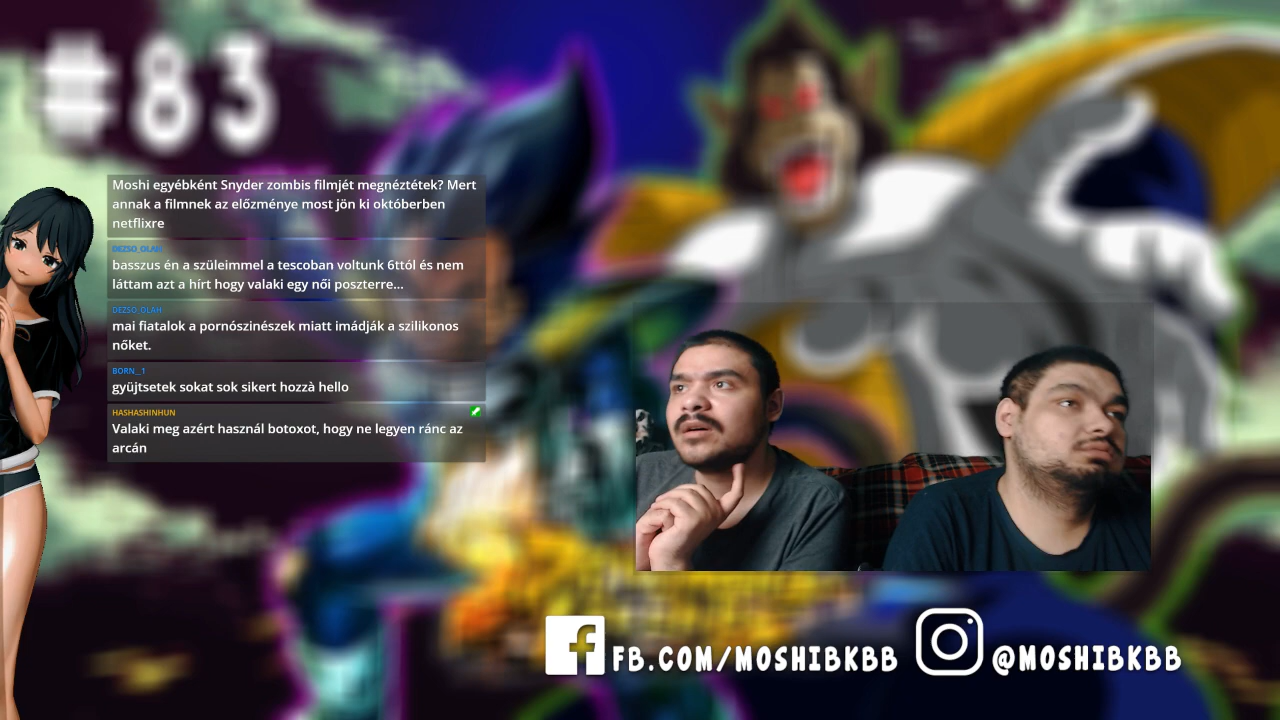 #83
Moshi egyébként Snyder zombis filmjét megnéztétek? Mert
annak a filmnek az előzménye most jön ki októberben
netflixre
DEZSO_OLAH
basszus én a szüleimmel a tescoban voltunk 6ttól és nem
láttam azt a hírt hogy valaki egy női poszterre...
DEZSO_OLAH
mai fiatalok a pornószinészek miatt imádják a szilikonos
nőket.
BORN__1
gyüjtsetek sokat sok sikert hozzà hello
HASHASHINHUN
Valaki meg azért használ botoxot, hogy ne legyen ránc az
arcán
FB.COM/MOSHIBKBB
@MOSHIBKBB